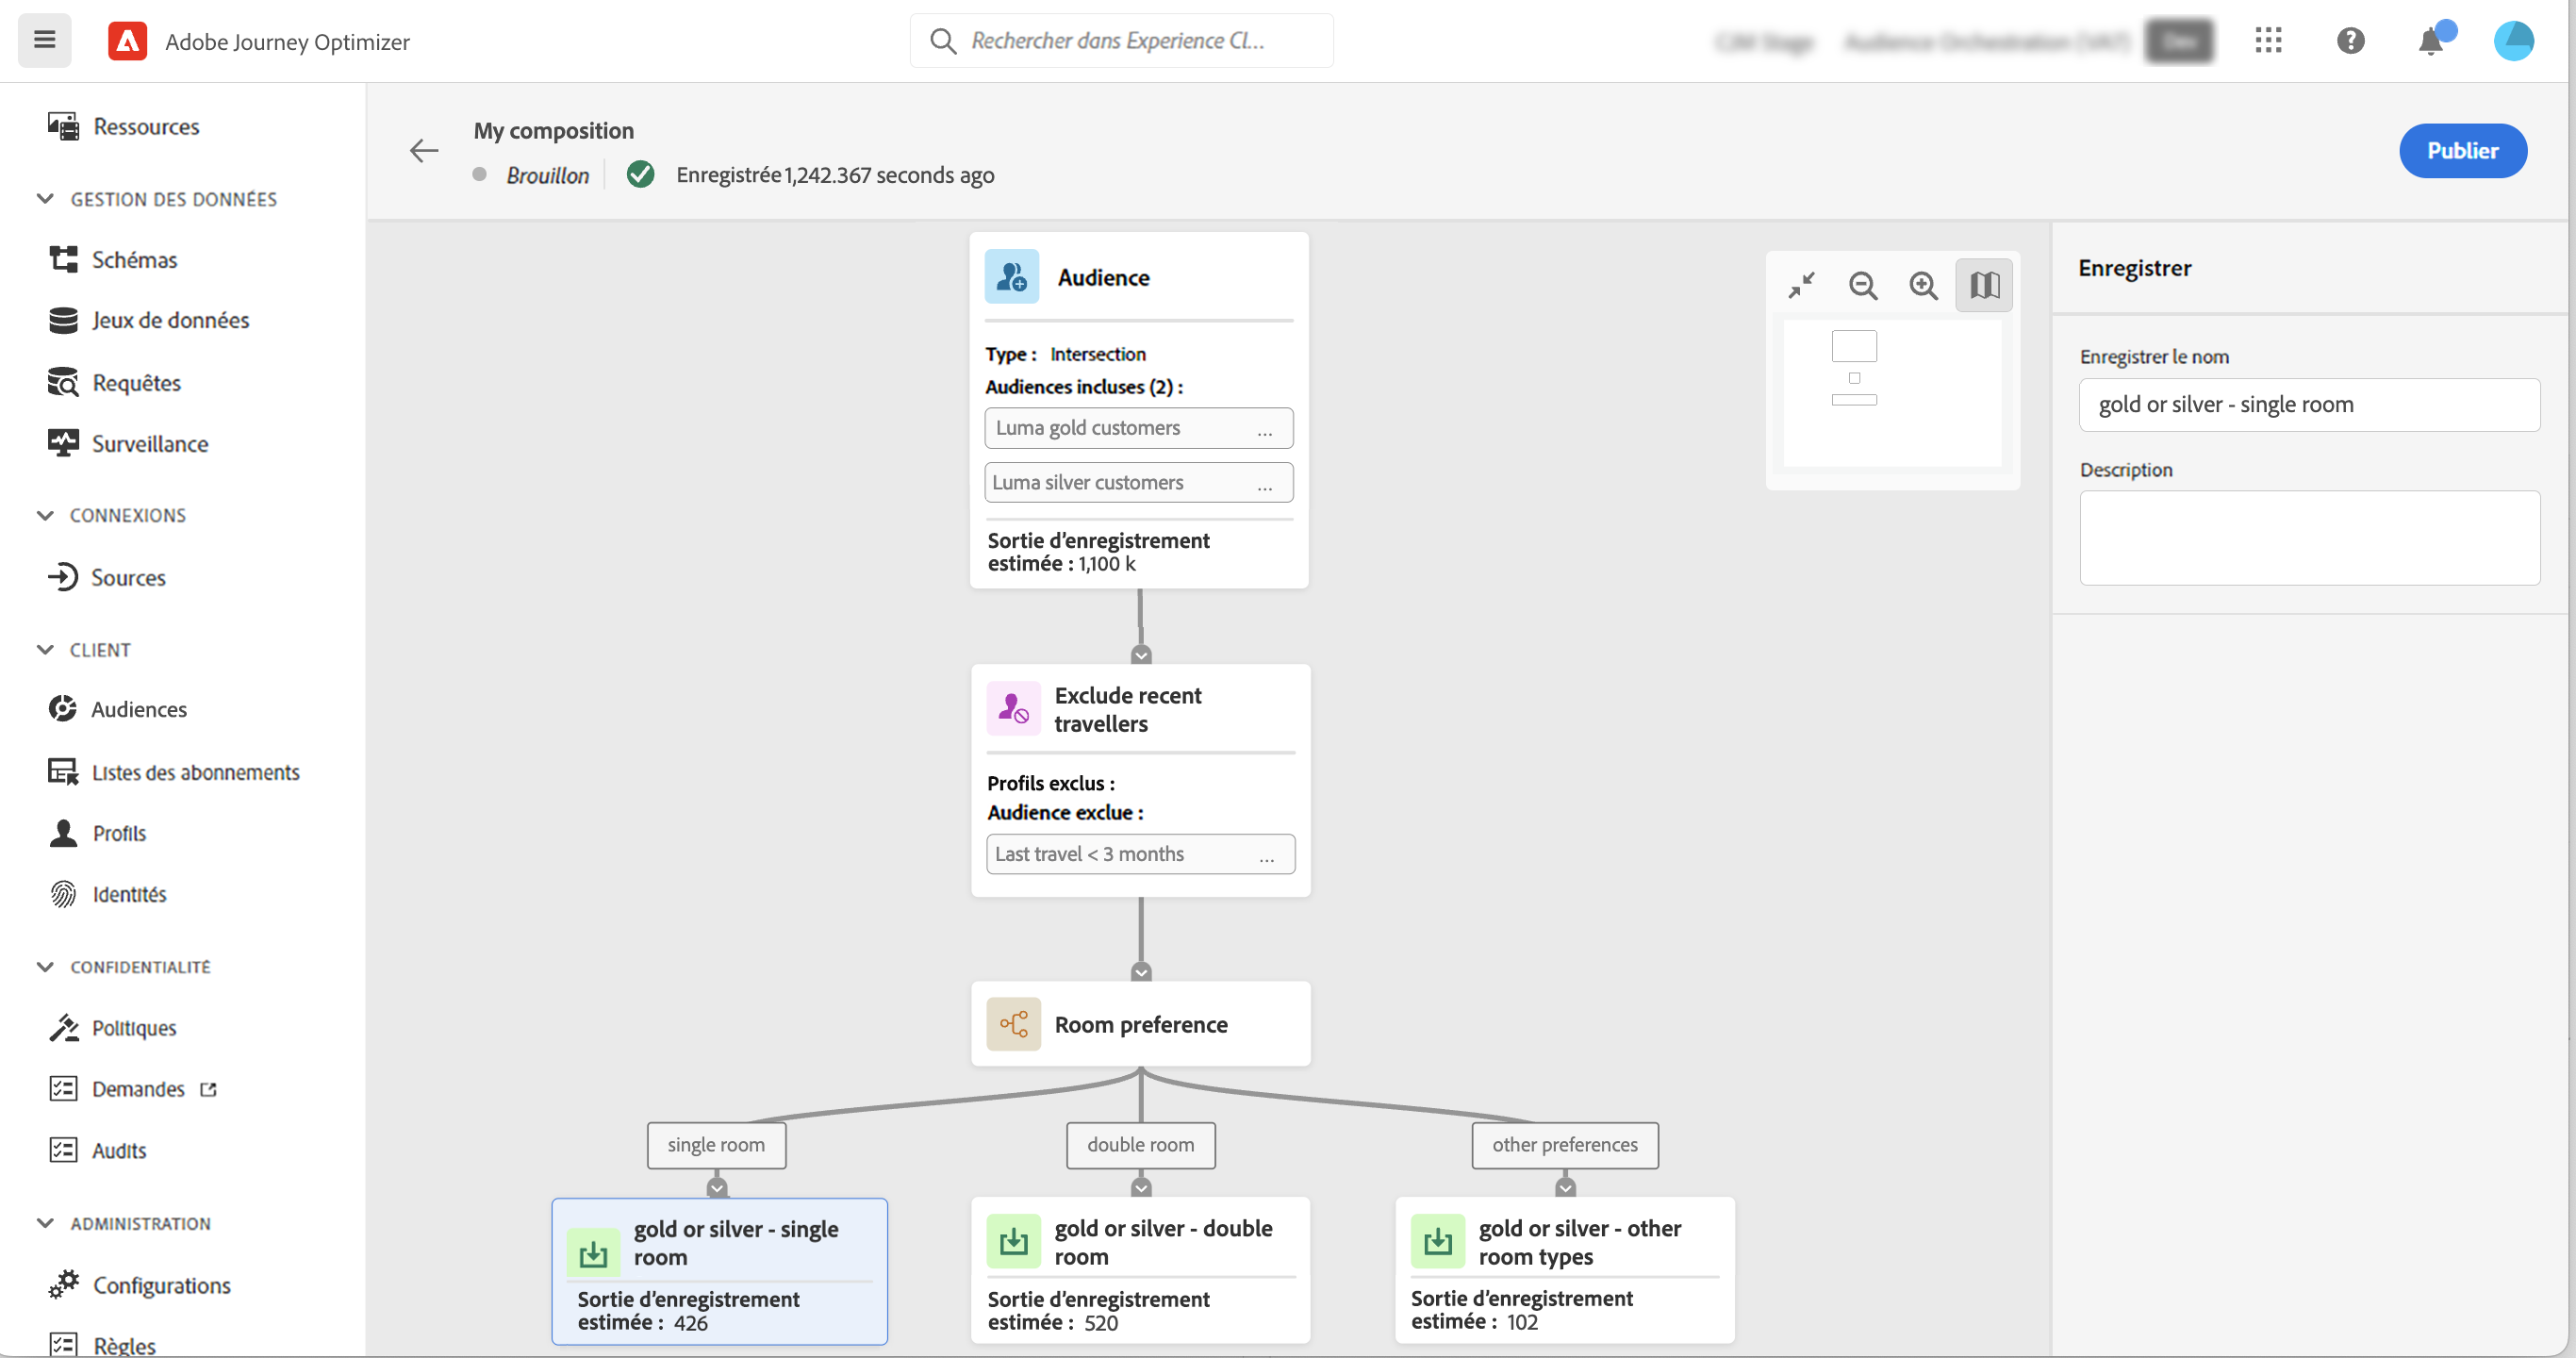 Adobe Journey Optimizer
Rechercher dans Experience Cl...
Ressources
GESTION DES DONNÉES
Schémas
Jeux de données
Requêtes
Surveillance
CONNEXIONS
Sources
CLIENT
Audiences
Listes des abonnements
Profils
Identités
CONFIDENTIALITÉ
Politiques
Demandes
Audits
ADMINISTRATION
Configurations
Règles
My composition
Brouillon
Enregistrée 1,242.367 seconds ago
Publier
Audience
Type : Intersection
Audiences incluses (2) :
Luma gold customers ...
Luma silver customers ...
Sortie d’enregistrement
estimée : 1,100 k
Exclude recent
travellers
Profils exclus :
Audience exclue :
Last travel < 3 months ...
Room preference
single room
double room
other preferences
gold or silver - single
room
Sortie d’enregistrement
estimée : 426
gold or silver - double
room
Sortie d’enregistrement
estimée : 520
gold or silver - other
room types
Sortie d’enregistrement
estimée : 102
Enregistrer
Enregistrer le nom
gold or silver - single room
Description